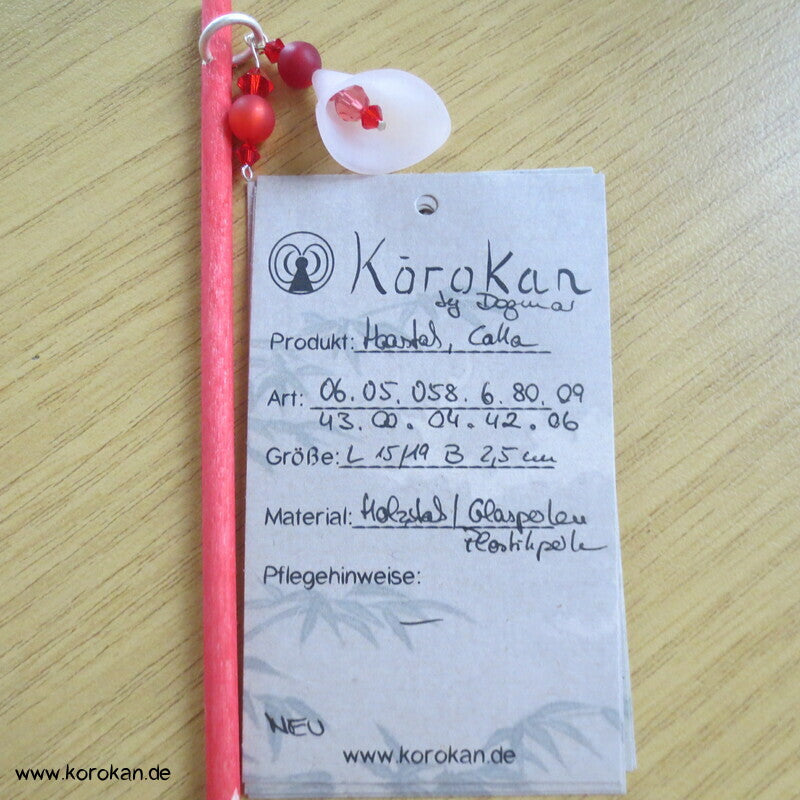 KōroKan
by Dagmar
Produkt: Haarstab, Calla
Art: 06.05.058.6.80.09
43.00.04.42.06
Größe: L 15/19 B 2,5 cm
Material: Holzstab/Glasperlen
Plastikperle
Pflegehinweise:
—
NEU
www.korokan.de
www.korokan.de